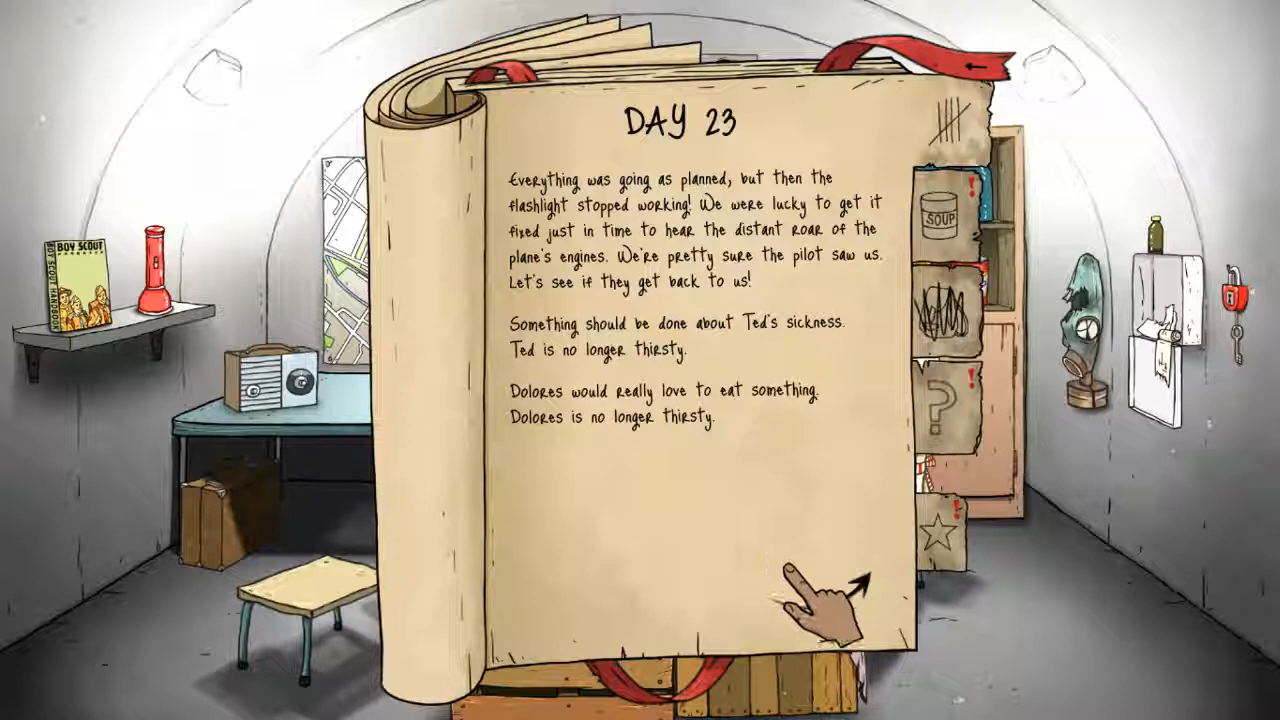 DAY 23
Everything was going as planned, but then the
flashlight stopped working! We were lucky to get it
fixed just in time to hear the distant roar of the
plane's engines. We're pretty sure the pilot saw us.
Let's see if they get back to us!
Something should be done about Ted's sickness.
Ted is no longer thirsty.
Dolores would really love to eat something.
Dolores is no longer thirsty.
SOUP
!
?
!
!
BOY SCOUT
BOY SCOUT HANDBOOK